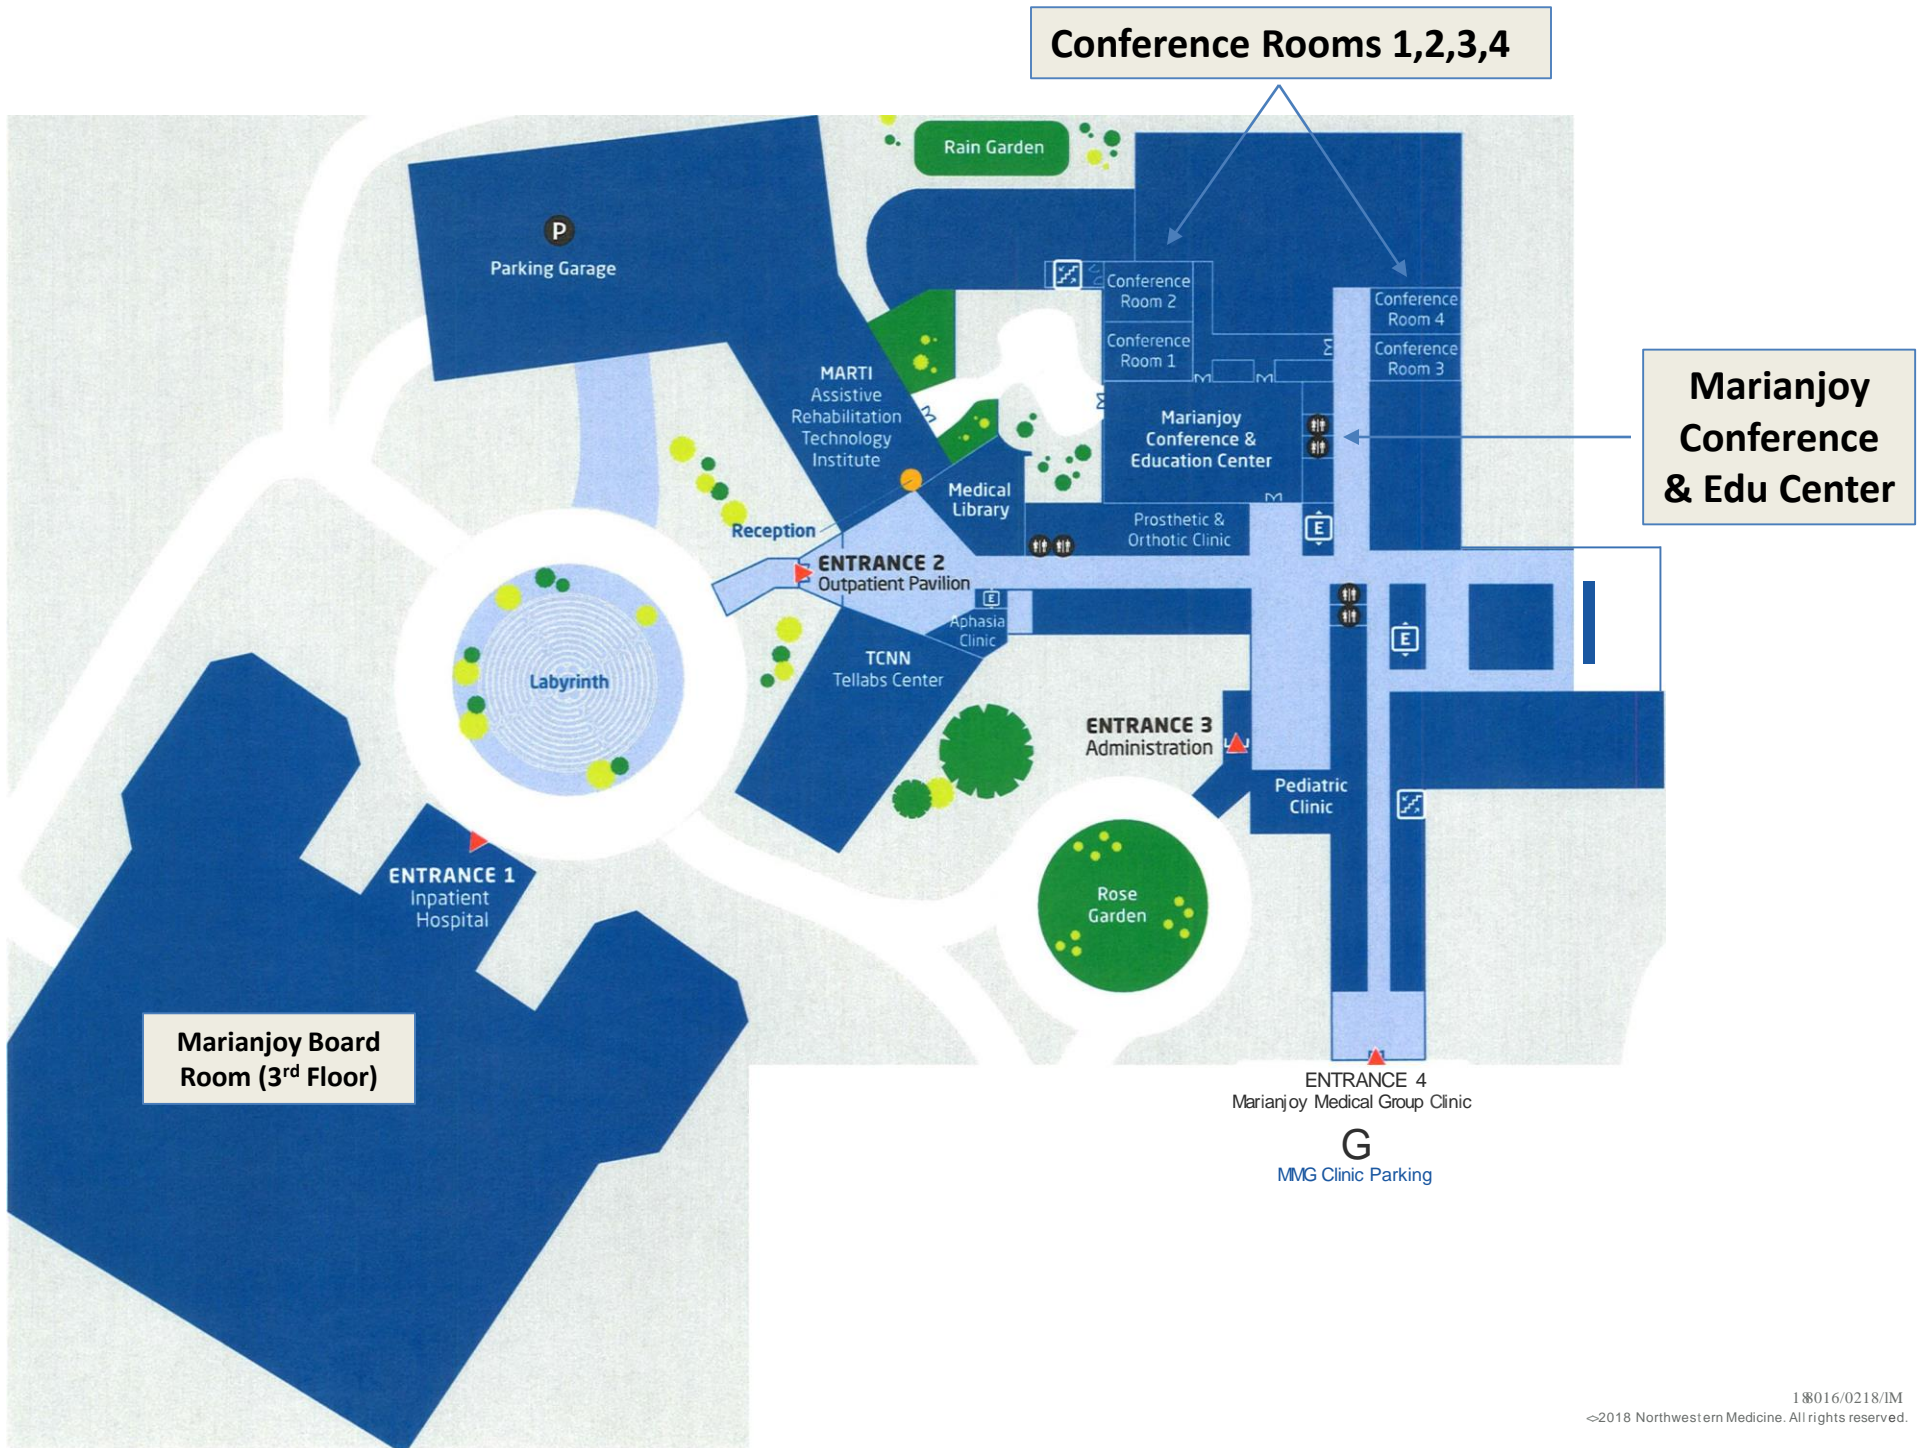 Conference Rooms 1,2,3,4
Rain Garden
P
Parking Garage
Conference
Room 2
Conference
Room 1
Conference
Room 4
Conference
Room 3
MARTI
Assistive
Rehabilitation
Technology
Institute
Marianjoy
Conference &
Education Center
Marianjoy
Conference
& Edu Center
Medical
Library
Reception
Prosthetic &
Orthotic Clinic
E
ENTRANCE 2
Outpatient Pavilion
E
Aphasia
Clinic
E
TCNN
Tellabs Center
Labyrinth
ENTRANCE 3
Administration
Pediatric
Clinic
ENTRANCE 1
Inpatient
Hospital
Rose
Garden
Marianjoy Board
Room (3rd Floor)
ENTRANCE 4
Marianjoy Medical Group Clinic
G
MMG Clinic Parking
<>2018 Northwestern Medicine. All rights reserved.